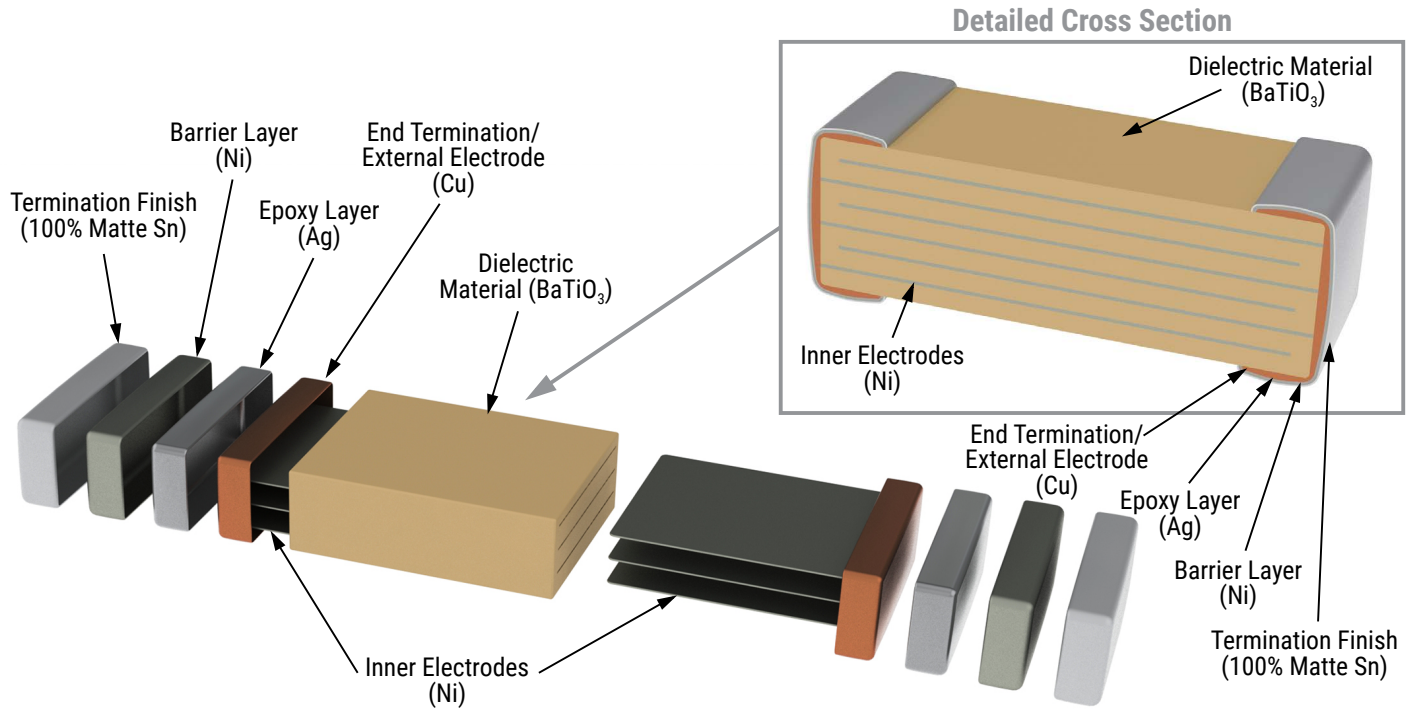 Detailed Cross Section
Dielectric Material
(BaTiO₃)
Barrier Layer
(Ni)
End Termination/
External Electrode
(Cu)
Termination Finish
(100% Matte Sn)
Epoxy Layer
(Ag)
Dielectric
Material (BaTiO₃)
Inner Electrodes
(Ni)
End Termination/
External Electrode
(Cu)
Epoxy Layer
(Ag)
Barrier Layer
(Ni)
Termination Finish
(100% Matte Sn)
Inner Electrodes
(Ni)